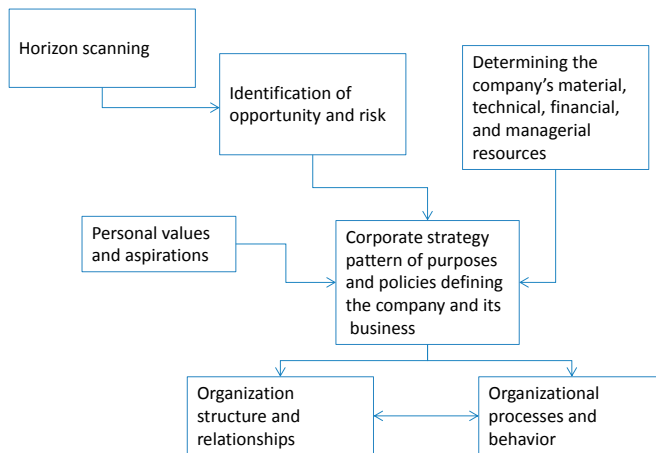 Horizon scanning
Identification of
opportunity and risk
Determining the
company’s material,
technical, financial,
and managerial
resources
Personal values
and aspirations
Corporate strategy
pattern of purposes
and policies defining
the company and its
business
Organization
structure and
relationships
Organizational
processes and
behavior